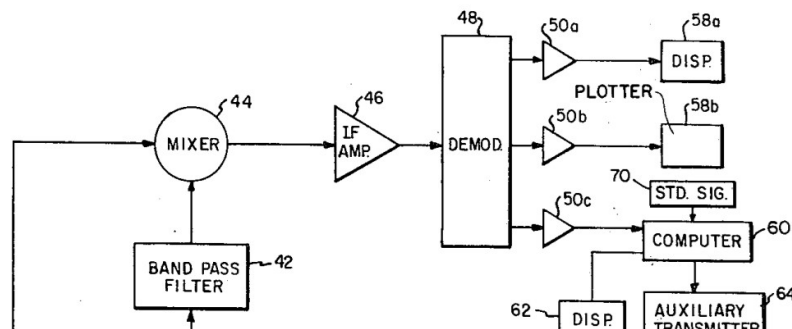 48
50a
58a
DISP.
PLOTTER
44
46
MIXER
IF
AMP.
DEMOD.
50b
58b
70
STD. SIG.
50c
COMPUTER
60
BAND PASS
FILTER
42
62
DISP.
64
AUXILIARY
TRANSMITTER